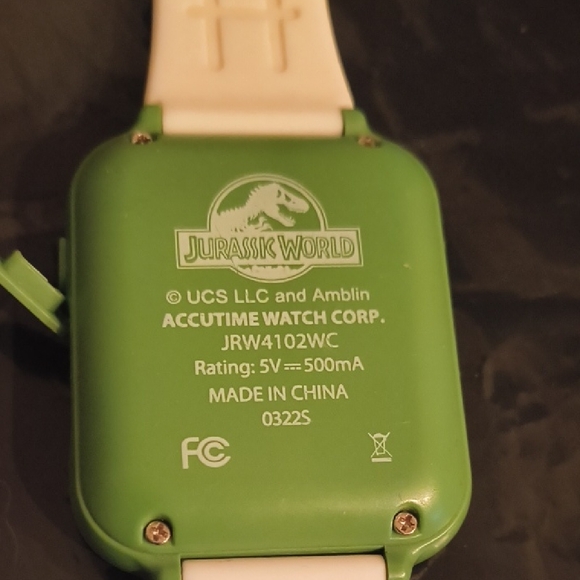 JURASSIC WORLD
© UCS LLC and Amblin
ACCUTIME WATCH CORP.
JRW4102WC
Rating: 5V⎓500mA
MADE IN CHINA
0322S
FC